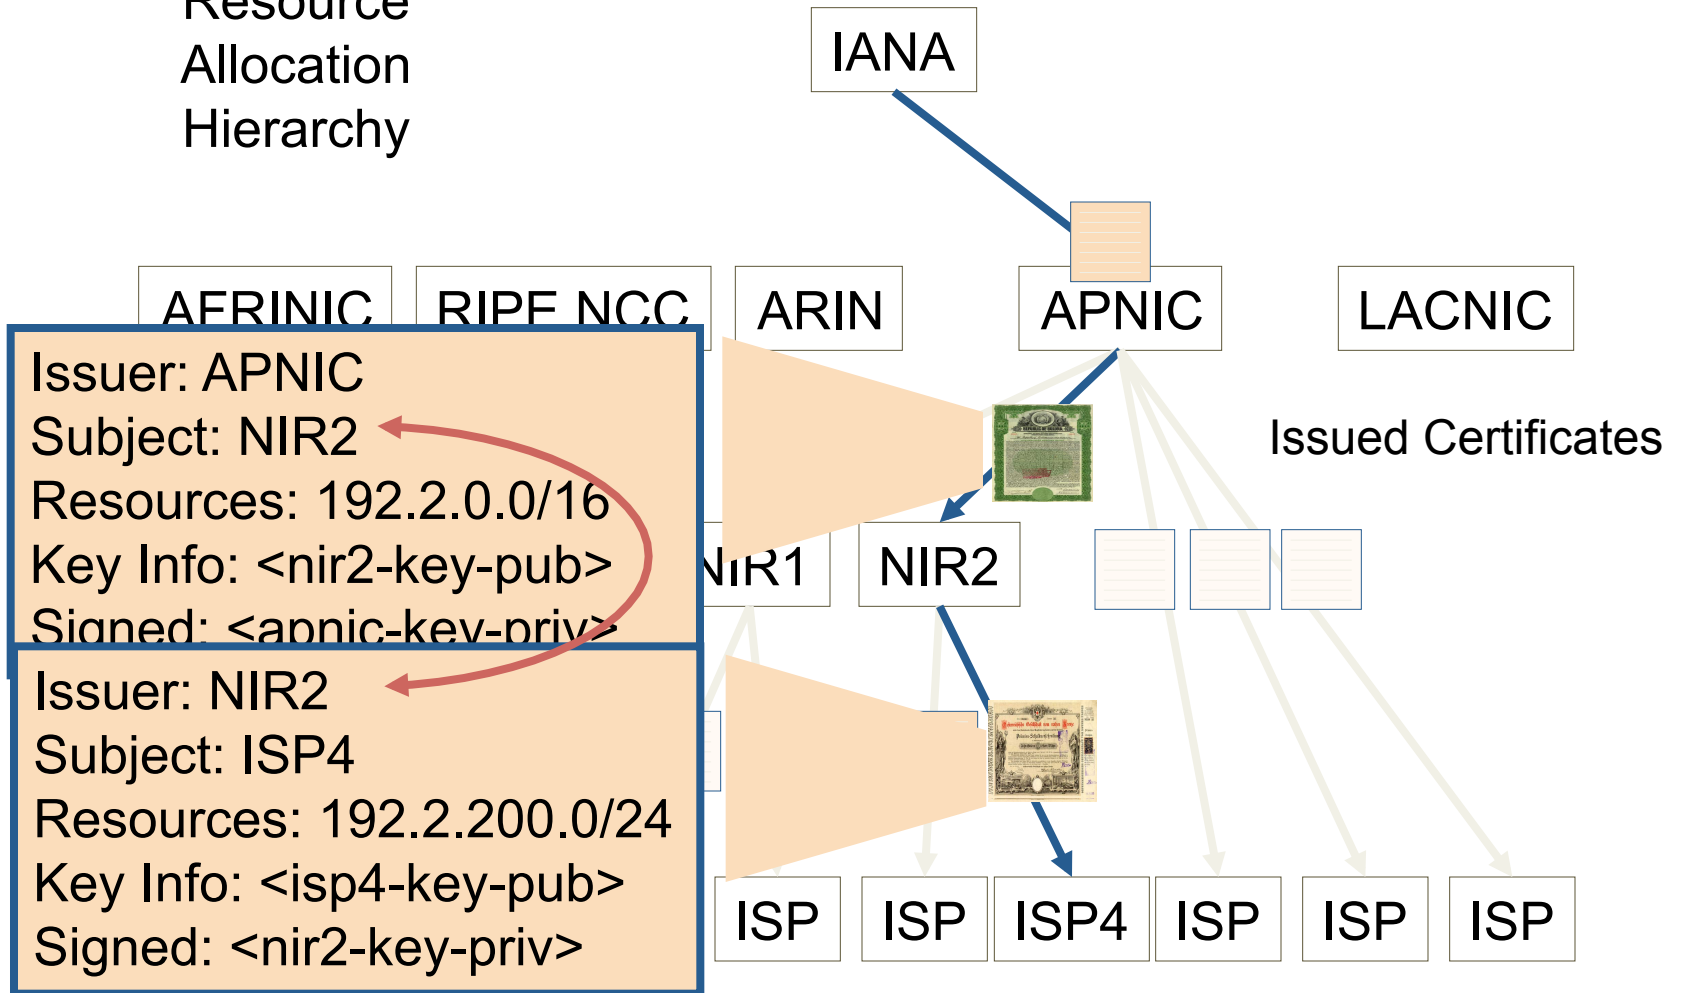 Resource
Allocation
Hierarchy
IANA
AFRINIC
RIPE NCC
ARIN
APNIC
LACNIC
Issued Certificates
Issuer: APNIC
Subject: NIR2
Resources: 192.2.0.0/16
Key Info: <nir2-key-pub>
Signed: <apnic-key-priv>
NIR1
NIR2
Issuer: NIR2
Subject: ISP4
Resources: 192.2.200.0/24
Key Info: <isp4-key-pub>
Signed: <nir2-key-priv>
ISP
ISP
ISP4
ISP
ISP
ISP